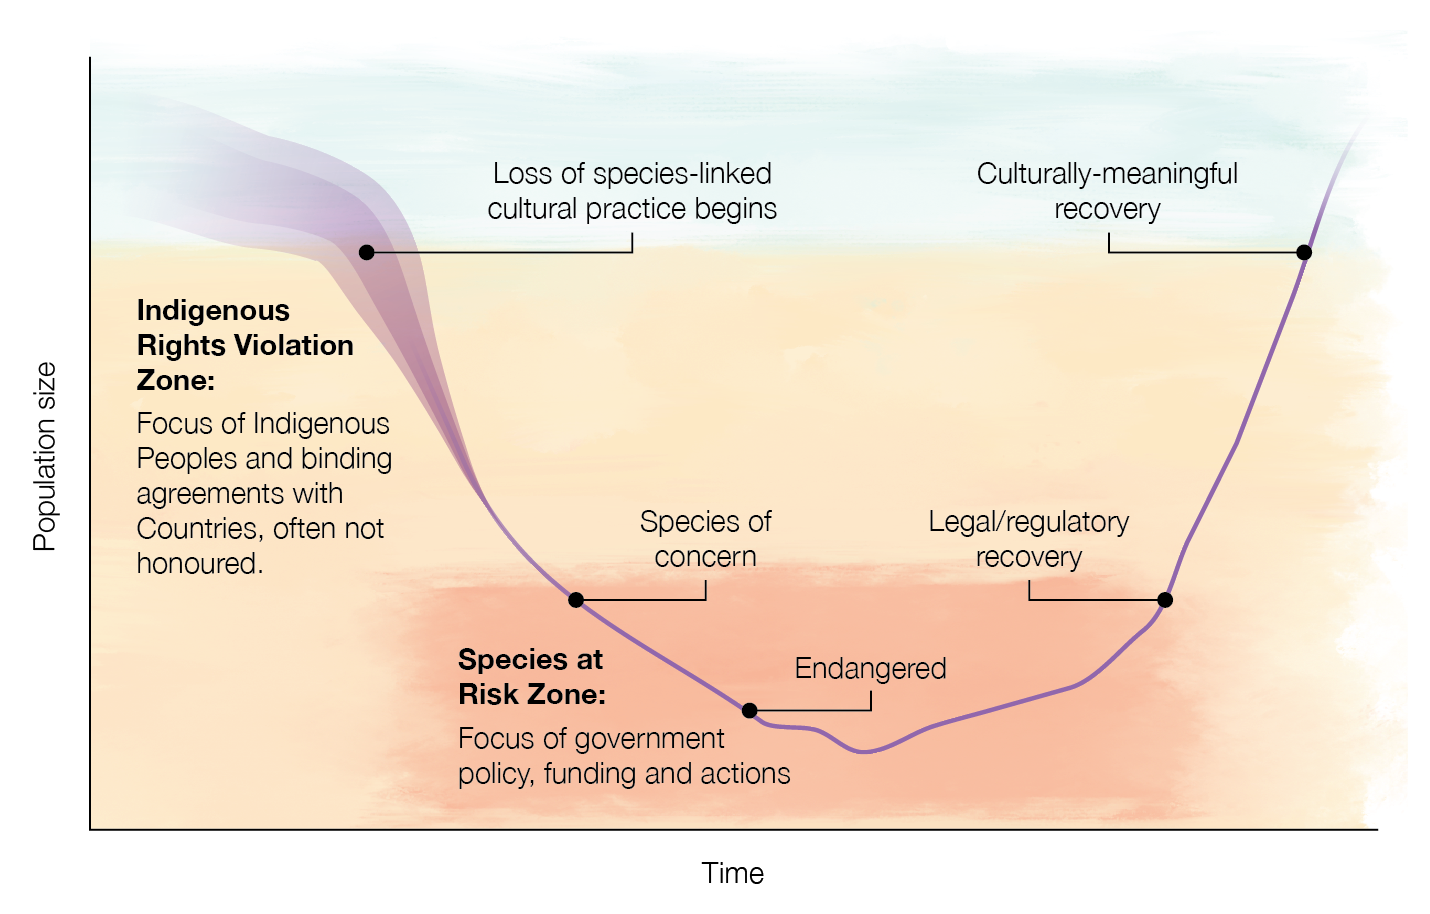 Loss of species-linked
cultural practice begins
Culturally-meaningful
recovery
Indigenous
Rights Violation
Zone:
Focus of Indigenous
Peoples and binding
agreements with
Countries, often not
honoured.
Population size
Species of
concern
Legal/regulatory
recovery
Species at
Risk Zone:
Focus of government
policy, funding and actions
Endangered
Time